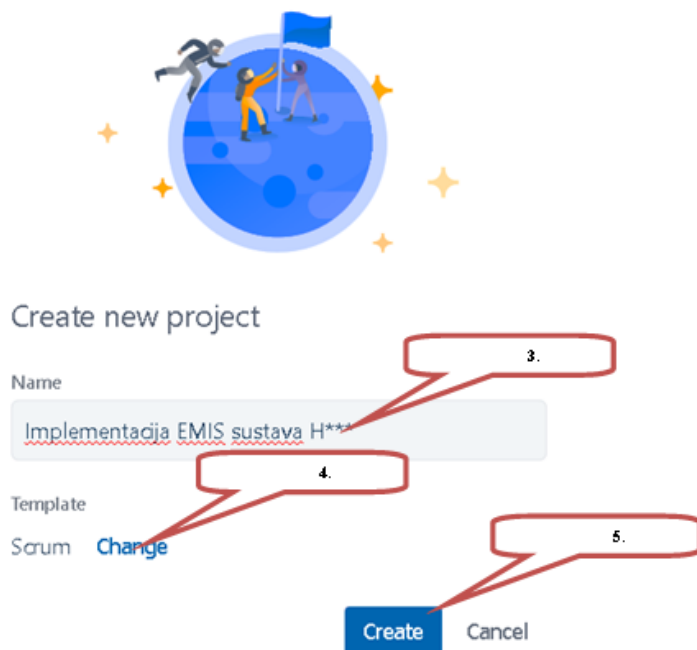 Create new project
3.
Name
Implementacija EMIS sustava H***
4.
Template
Scrum Change
5.
Create Cancel